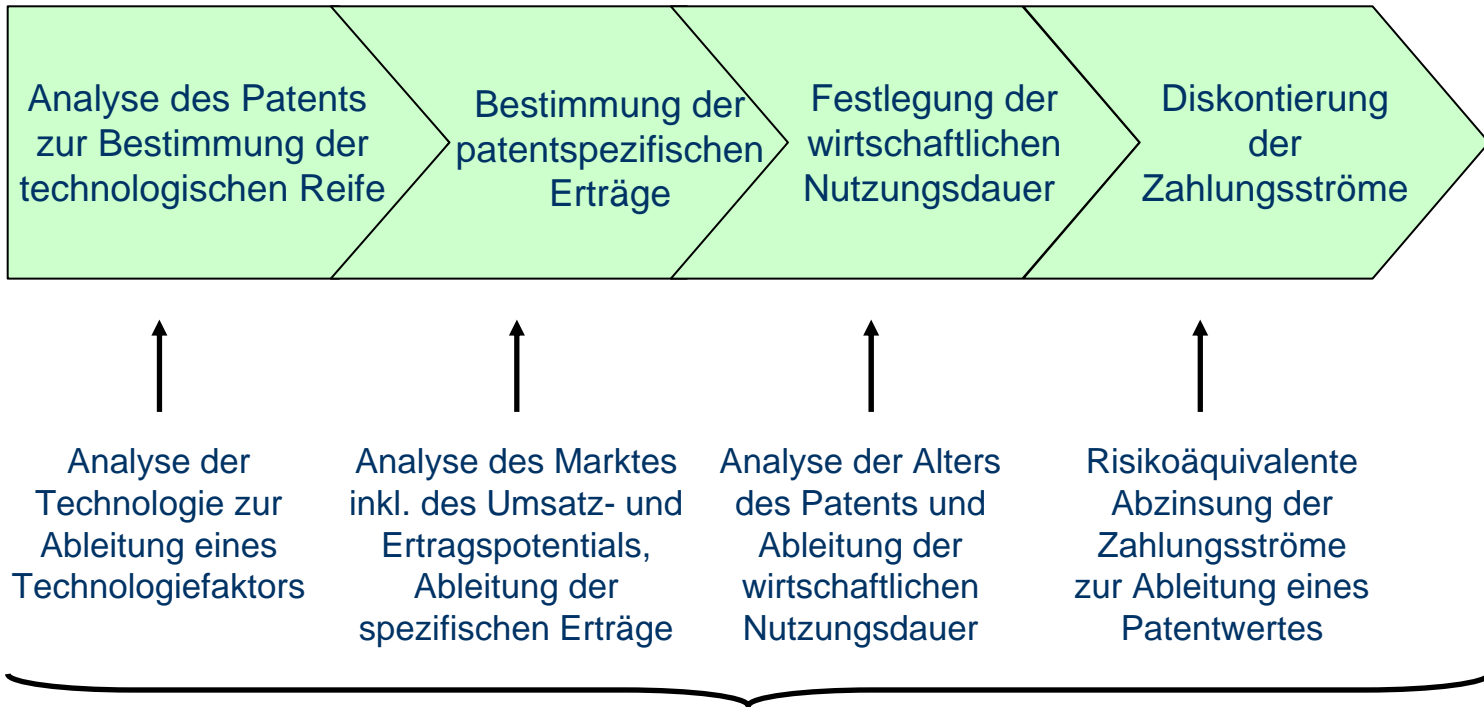 Analyse des Patents
zur Bestimmung der
technologischen Reife
Bestimmung der
patentspezifischen
Erträge
Festlegung der
wirtschaftlichen
Nutzungsdauer
Diskontierung
der
Zahlungsströme
Analyse der
Technologie zur
Ableitung eines
Technologiefaktors
Analyse des Marktes
inkl. des Umsatz- und
Ertragspotentials,
Ableitung der
spezifischen Erträge
Analyse der Alters
des Patents und
Ableitung der
wirtschaftlichen
Nutzungsdauer
Risikoäquivalente
Abzinsung der
Zahlungsströme
zur Ableitung eines
Patentwertes